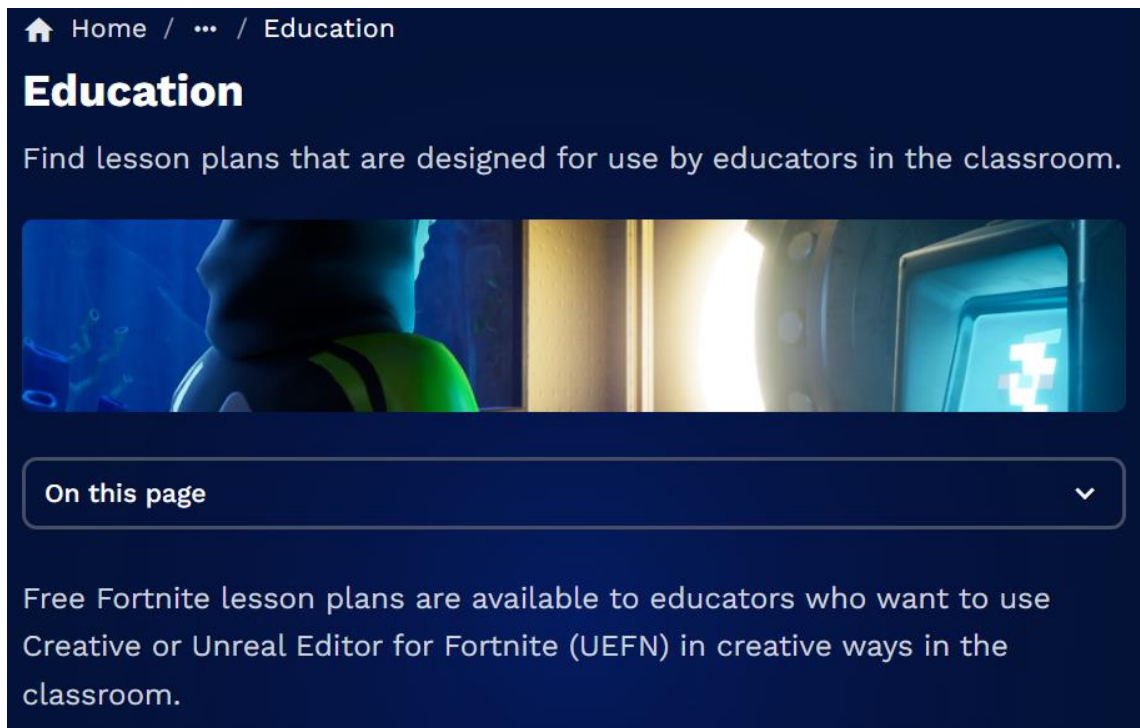 Home / ••• / Education
Education
Find lesson plans that are designed for use by educators in the classroom.
On this page
Free Fortnite lesson plans are available to educators who want to use
Creative or Unreal Editor for Fortnite (UEFN) in creative ways in the
classroom.